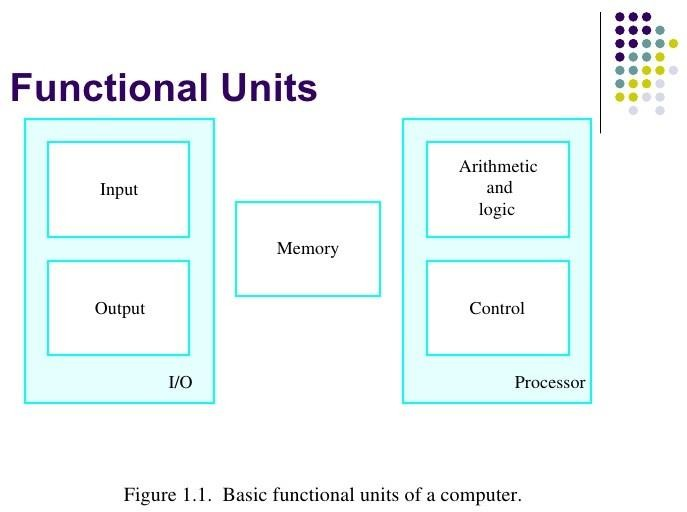 Functional Units
Input
Output
I/O
Memory
Arithmetic
and
logic
Control
Processor
Figure 1.1. Basic functional units of a computer.